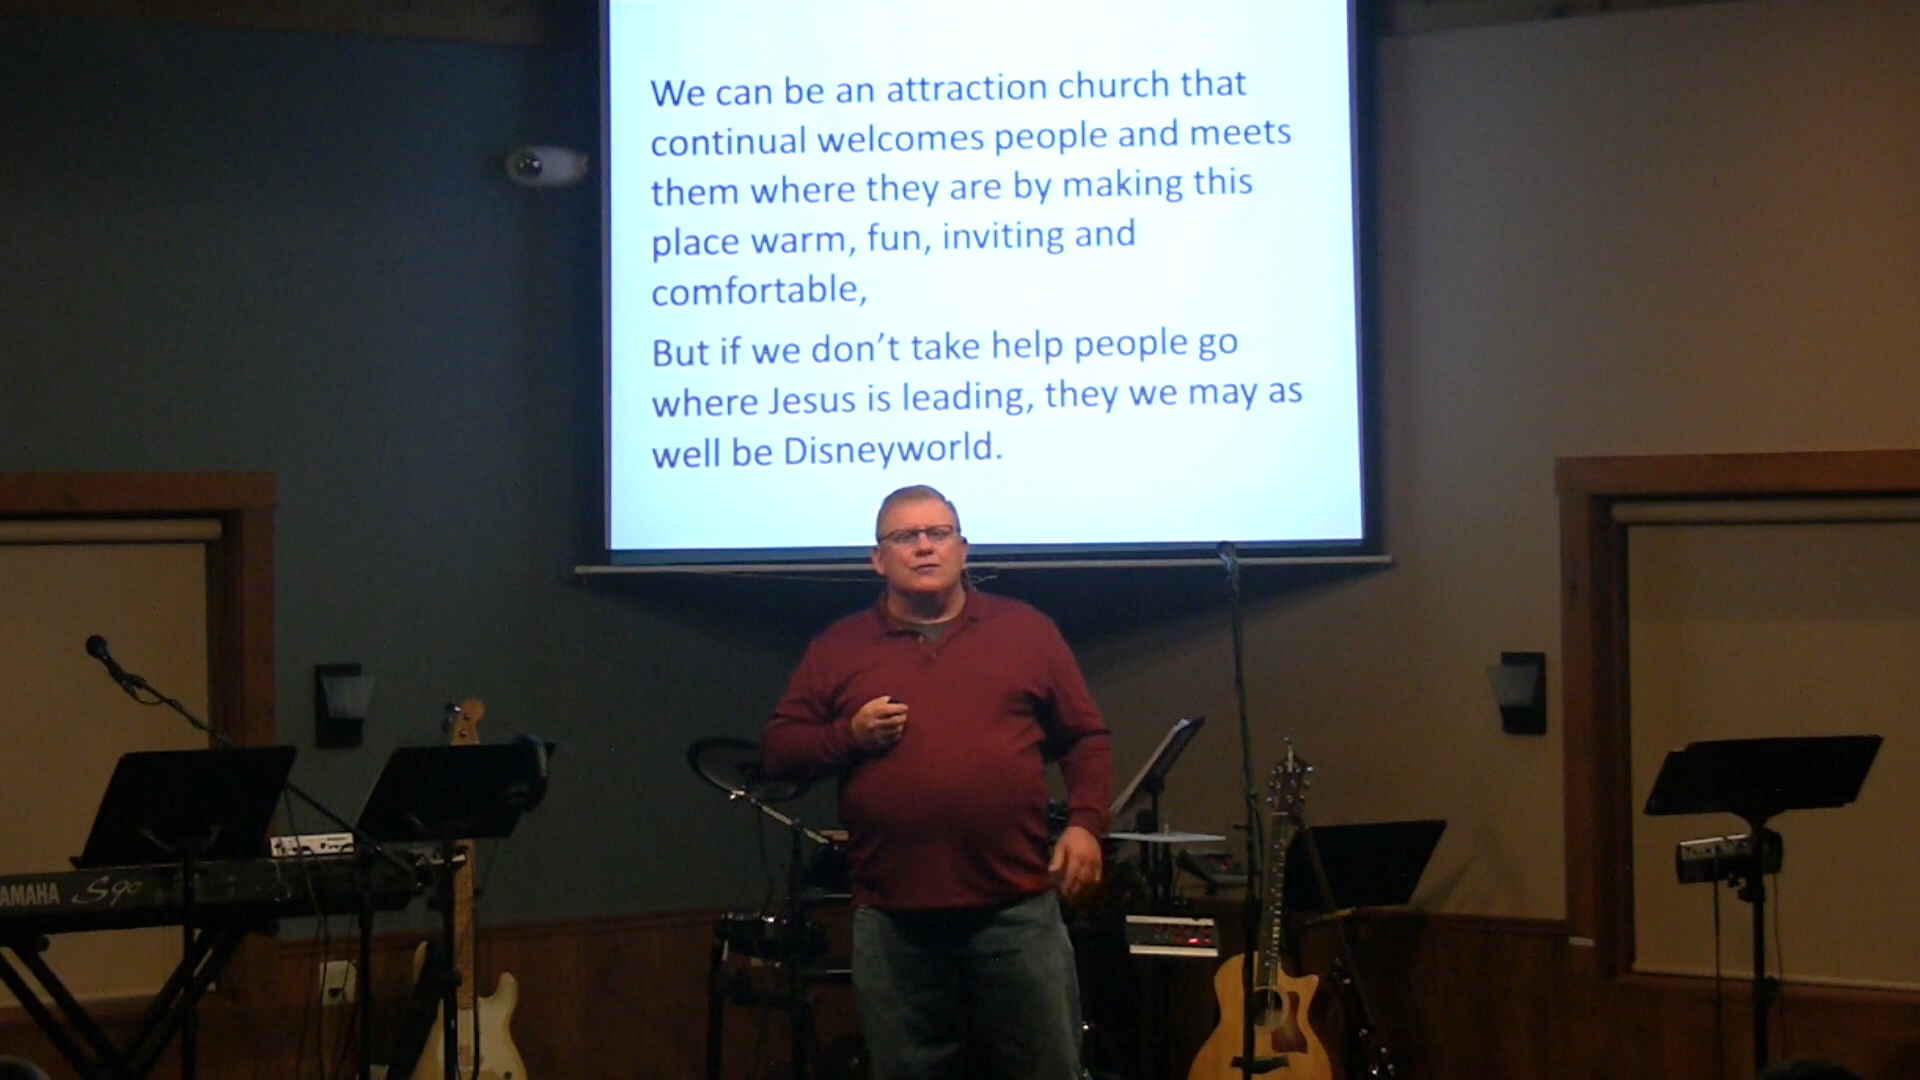 We can be an attraction church that
continual welcomes people and meets
them where they are by making this
place warm, fun, inviting and
comfortable,
But if we don't take help people go
where Jesus is leading, they we may as
well be Disneyworld.
AMAHA S90